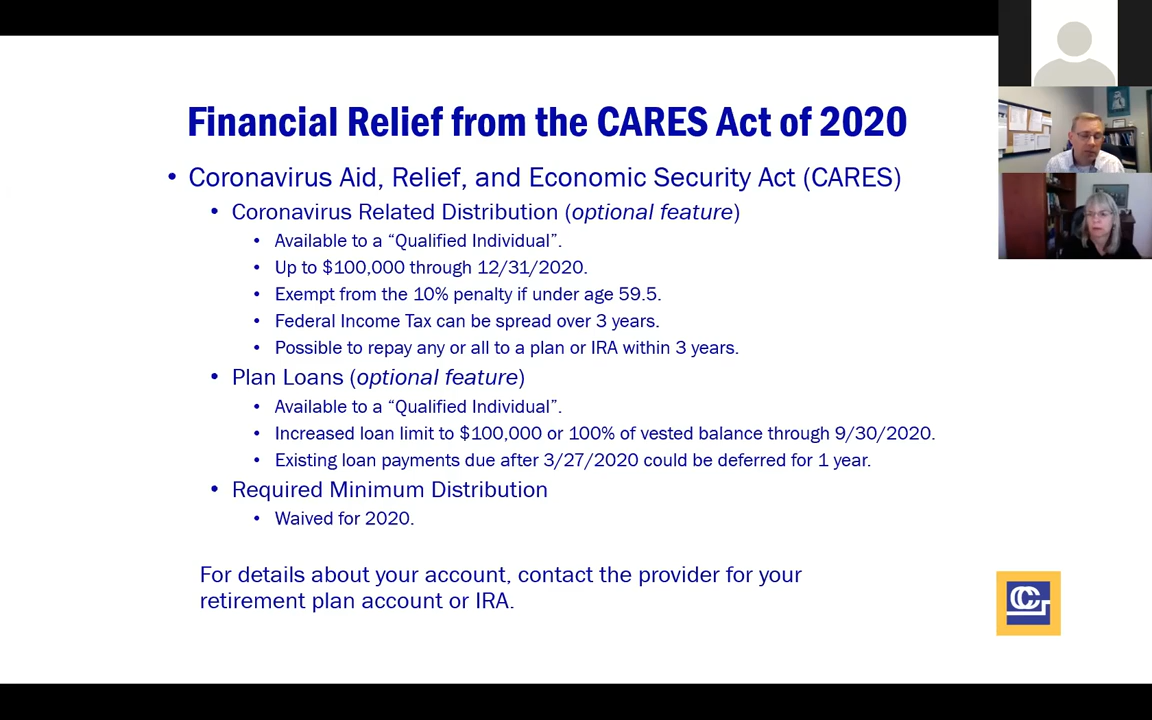 Financial Relief from the CARES Act of 2020
• Coronavirus Aid, Relief, and Economic Security Act (CARES)
• Coronavirus Related Distribution (optional feature)
• Available to a “Qualified Individual”.
• Up to $100,000 through 12/31/2020.
• Exempt from the 10% penalty if under age 59.5.
• Federal Income Tax can be spread over 3 years.
• Possible to repay any or all to a plan or IRA within 3 years.
• Plan Loans (optional feature)
• Available to a “Qualified Individual”.
• Increased loan limit to $100,000 or 100% of vested balance through 9/30/2020.
• Existing loan payments due after 3/27/2020 could be deferred for 1 year.
• Required Minimum Distribution
• Waived for 2020.
For details about your account, contact the provider for your
retirement plan account or IRA.